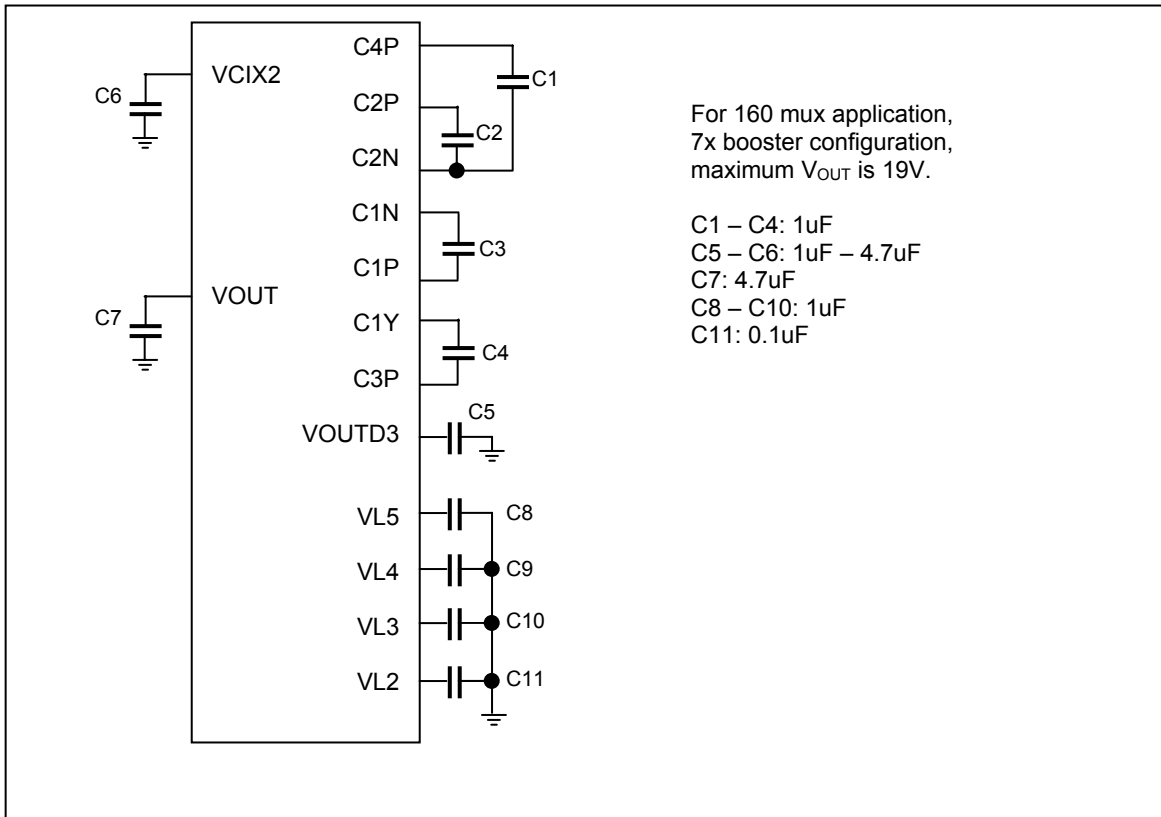 C4P
C1
VCIX2
C6
C2P
C2
C2N
C1N
C3
C1P
VOUT
C7
C1Y
C4
C3P
C5
VOUTD3
VL5
C8
VL4
C9
VL3
C10
VL2
C11
For 160 mux application,
7x booster configuration,
maximum VOUT is 19V.
C1 – C4: 1uF
C5 – C6: 1uF – 4.7uF
C7: 4.7uF
C8 – C10: 1uF
C11: 0.1uF